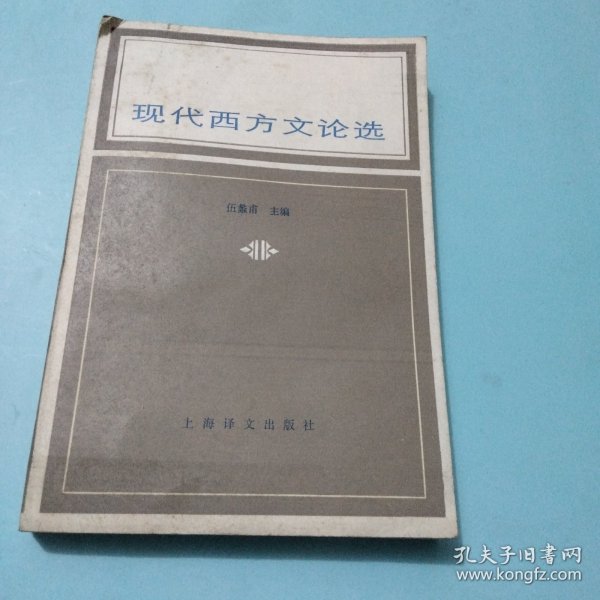 现代西方文论选
伍蠡甫 主编
上海译文出版社
孔夫子旧书网
www.kongfz.com